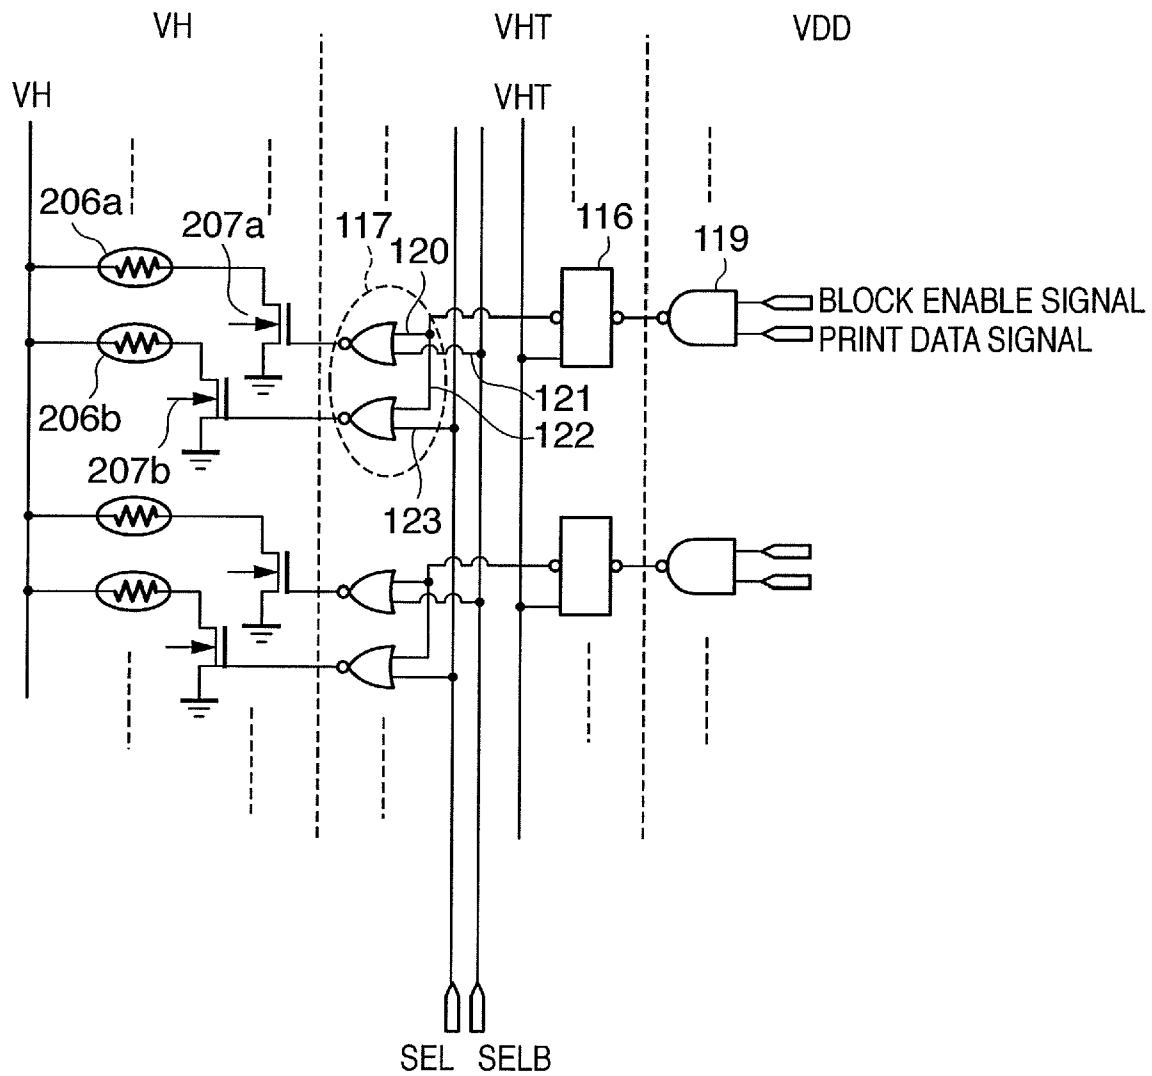 VH VHT VDD
VH VHT
206a
207a
117
120
116
119
BLOCK ENABLE SIGNAL
PRINT DATA SIGNAL
206b
207b
121
122
123
SEL SELB